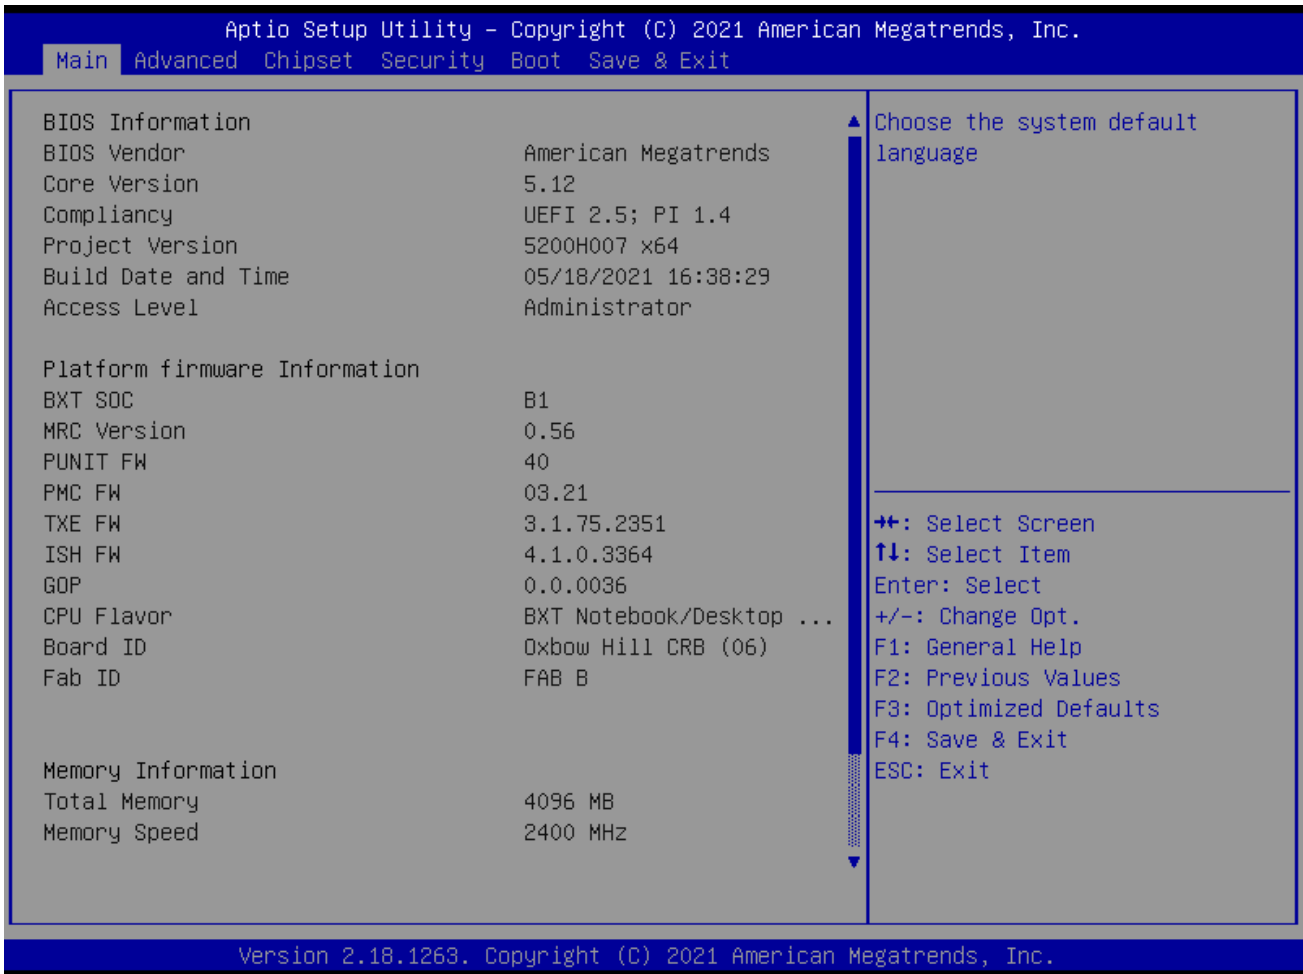 Aptio Setup Utility – Copyright (C) 2021 American Megatrends, Inc.
Main Advanced Chipset Security Boot Save & Exit
BIOS Information
BIOS Vendor American Megatrends
Core Version 5.12
Compliancy UEFI 2.5; PI 1.4
Project Version 5200H007 x64
Build Date and Time 05/18/2021 16:38:29
Access Level Administrator
Platform firmware Information
BXT SOC B1
MRC Version 0.56
PUNIT FW 40
PMC FW 03.21
TXE FW 3.1.75.2351
ISH FW 4.1.0.3364
GOP 0.0.0036
CPU Flavor BXT Notebook/Desktop ...
Board ID Oxbow Hill CRB (06)
Fab ID FAB B
Memory Information
Total Memory 4096 MB
Memory Speed 2400 MHz
Choose the system default
language
→←: Select Screen
↑↓: Select Item
Enter: Select
+/-: Change Opt.
F1: General Help
F2: Previous Values
F3: Optimized Defaults
F4: Save & Exit
ESC: Exit
Version 2.18.1263. Copyright (C) 2021 American Megatrends, Inc.